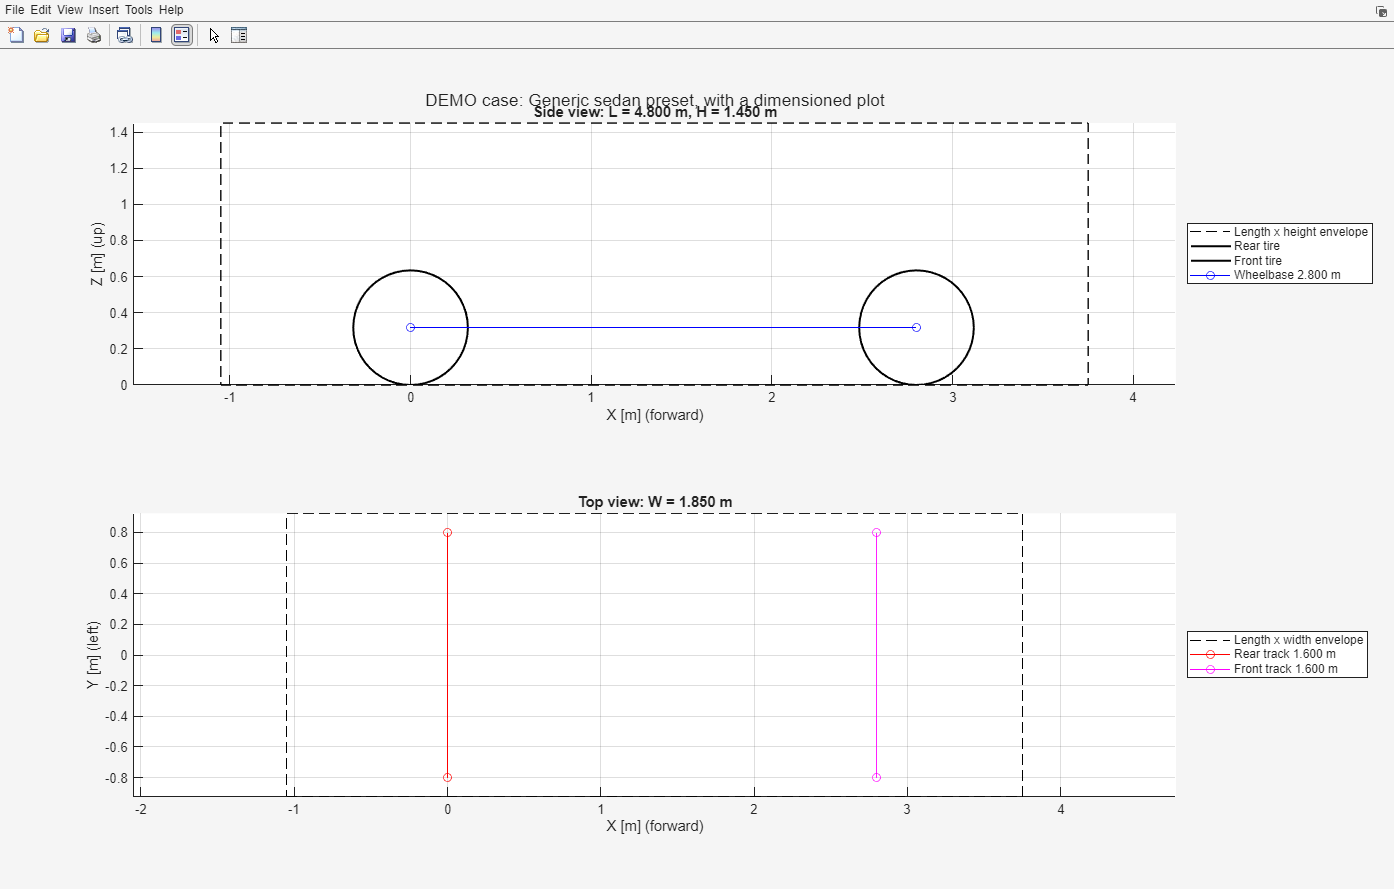 File Edit View Insert Tools Help
DEMO case: Generic sedan preset, with a dimensioned plot
Side view: L = 4.800 m, H = 1.450 m
1.4
1.2
1
0.8
0.6
0.4
0.2
0
Z [m] (up)
-1 0 1 2 3 4
X [m] (forward)
Length x height envelope
Rear tire
Front tire
Wheelbase 2.800 m
Top view: W = 1.850 m
0.8
0.6
0.4
0.2
0
-0.2
-0.4
-0.6
-0.8
Y [m] (left)
-2 -1 0 1 2 3 4
X [m] (forward)
Length x width envelope
Rear track 1.600 m
Front track 1.600 m